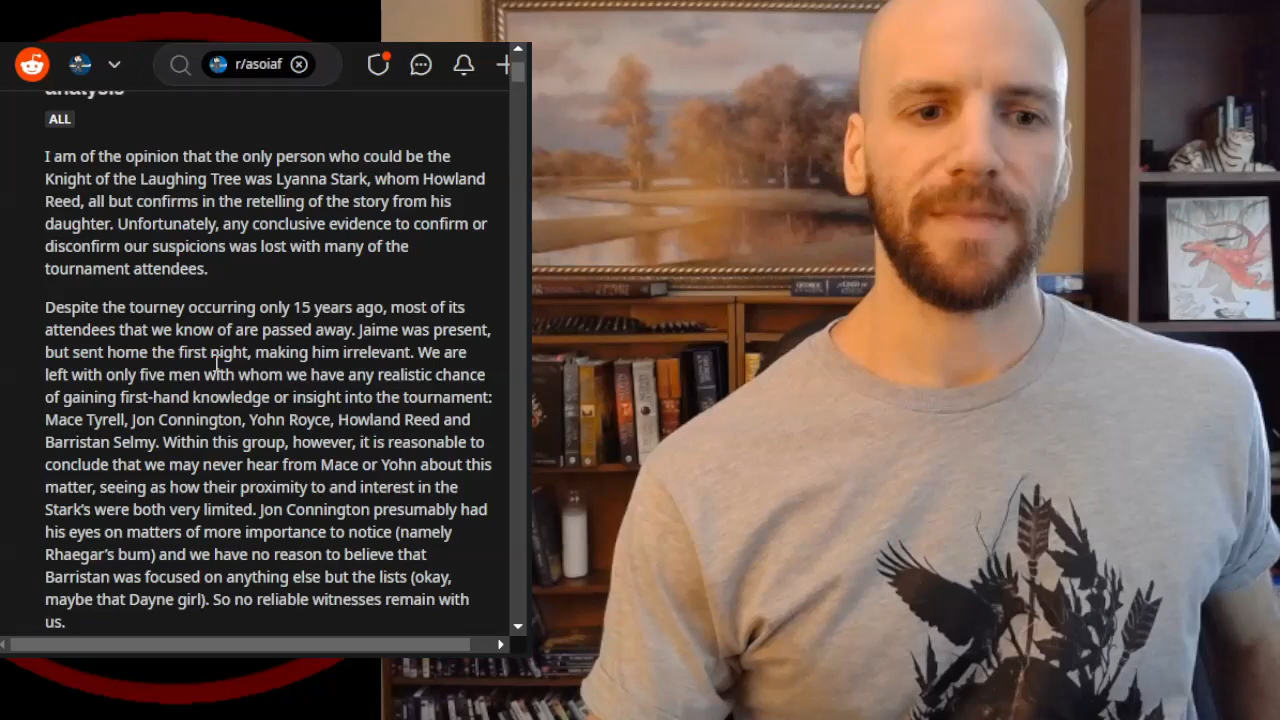 r/asoiaf
analysis
ALL
I am of the opinion that the only person who could be the
Knight of the Laughing Tree was Lyanna Stark, whom Howland
Reed, all but confirms in the retelling of the story from his
daughter. Unfortunately, any conclusive evidence to confirm or
disconfirm our suspicions was lost with many of the
tournament attendees.
Despite the tourney occurring only 15 years ago, most of its
attendees that we know of are passed away. Jaime was present,
but sent home the first night, making him irrelevant. We are
left with only five men with whom we have any realistic chance
of gaining first-hand knowledge or insight into the tournament:
Mace Tyrell, Jon Connington, Yohn Royce, Howland Reed and
Barristan Selmy. Within this group, however, it is reasonable to
conclude that we may never hear from Mace or Yohn about this
matter, seeing as how their proximity to and interest in the
Stark's were both very limited. Jon Connington presumably had
his eyes on matters of more importance to notice (namely
Rhaegar's bum) and we have no reason to believe that
Barristan was focused on anything else but the lists (okay,
maybe that Dayne girl). So no reliable witnesses remain with
us.